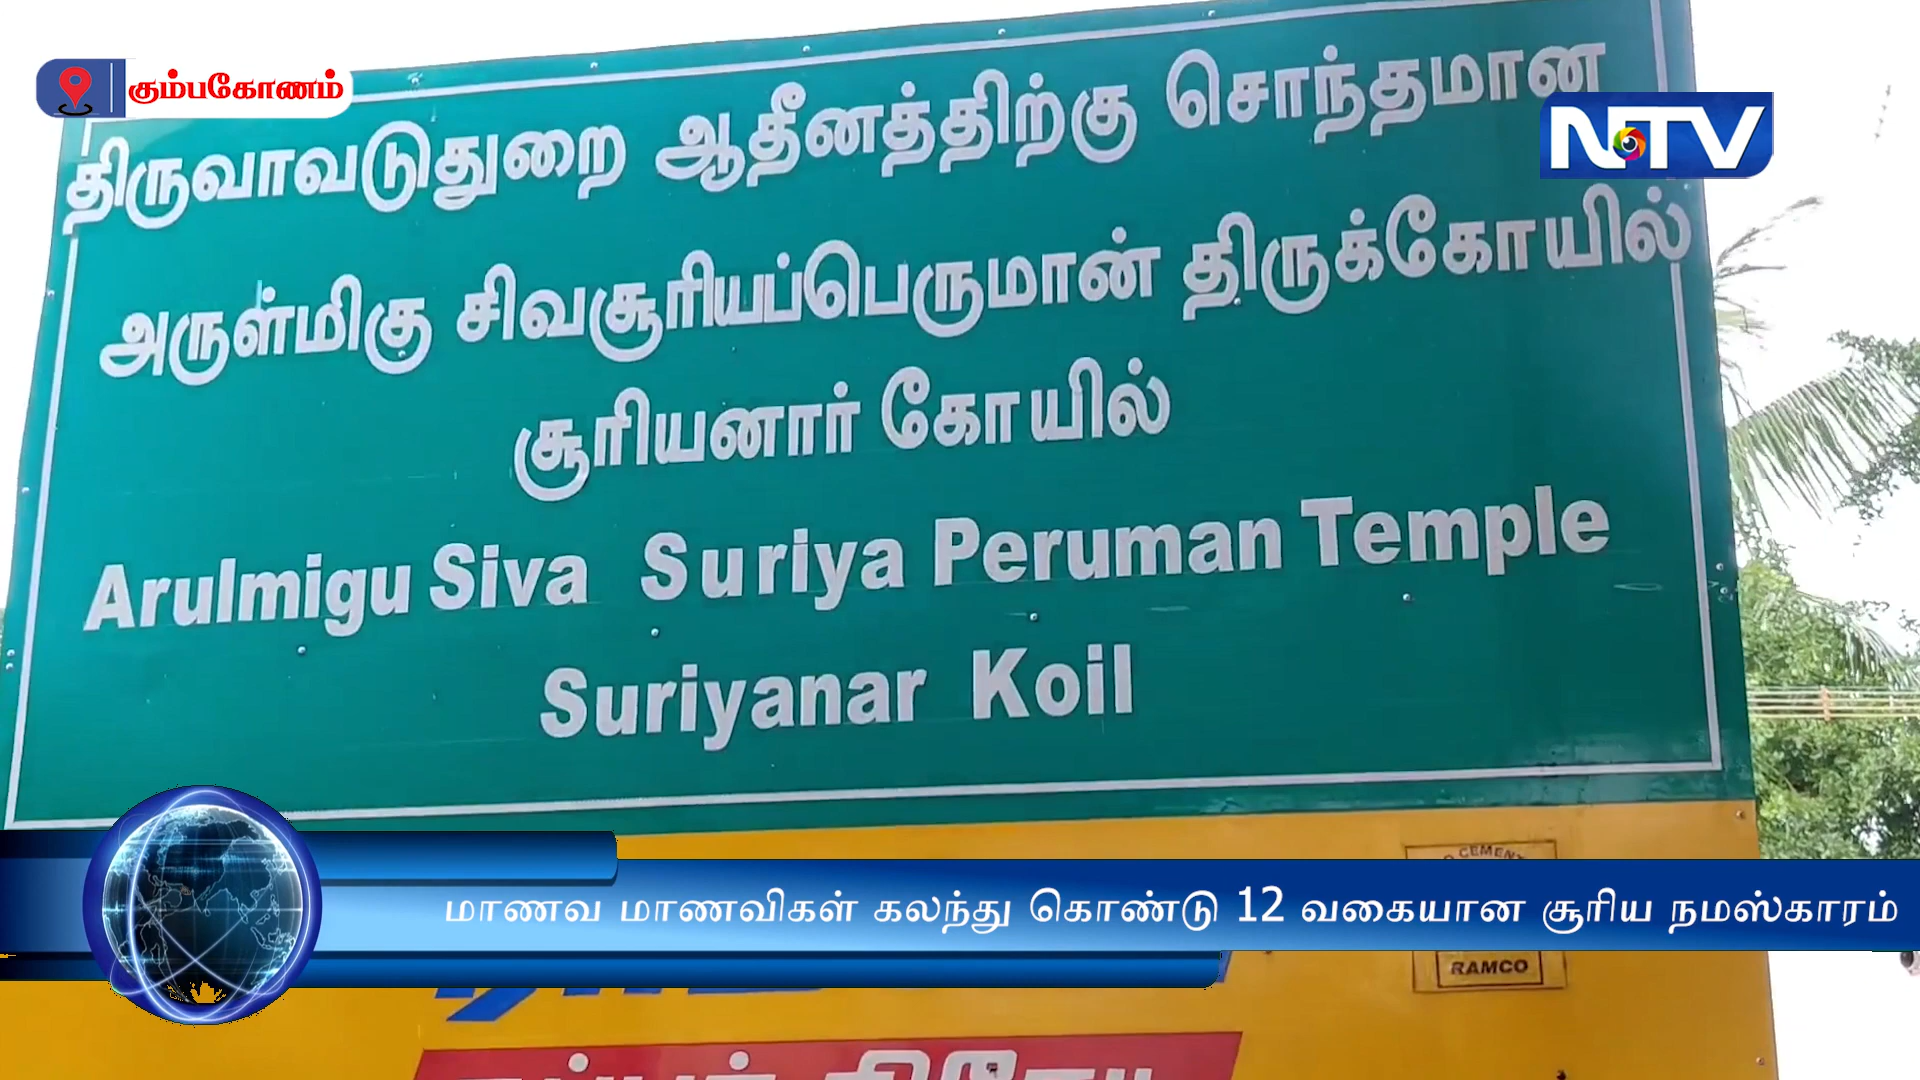 கும்பகோணம்
NTV
திருவாவடுதுறை ஆதீனத்திற்கு சொந்தமான
அருள்மிகு சிவசூரியப்பெருமான் திருக்கோயில்
சூரியனார் கோயில்
Arulmigu Siva Suriya Peruman Temple
Suriyanar Koil
CEMENT
மாணவ மாணவிகள் கலந்து கொண்டு 12 வகையான சூரிய நமஸ்காரம்
RAMCO